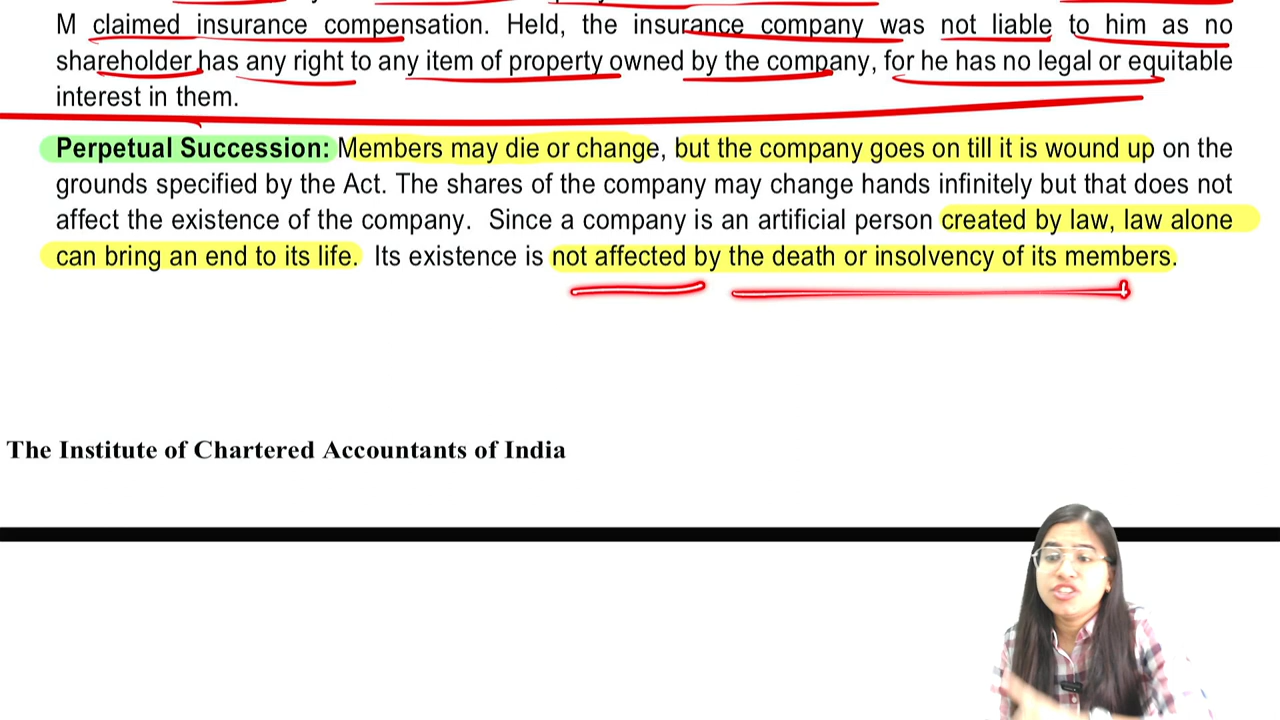 M claimed insurance compensation. Held, the insurance company was not liable to him as no
shareholder has any right to any item of property owned by the company, for he has no legal or equitable
interest in them.
Perpetual Succession: Members may die or change, but the company goes on till it is wound up on the
grounds specified by the Act. The shares of the company may change hands infinitely but that does not
affect the existence of the company. Since a company is an artificial person created by law, law alone
can bring an end to its life. Its existence is not affected by the death or insolvency of its members.
The Institute of Chartered Accountants of India